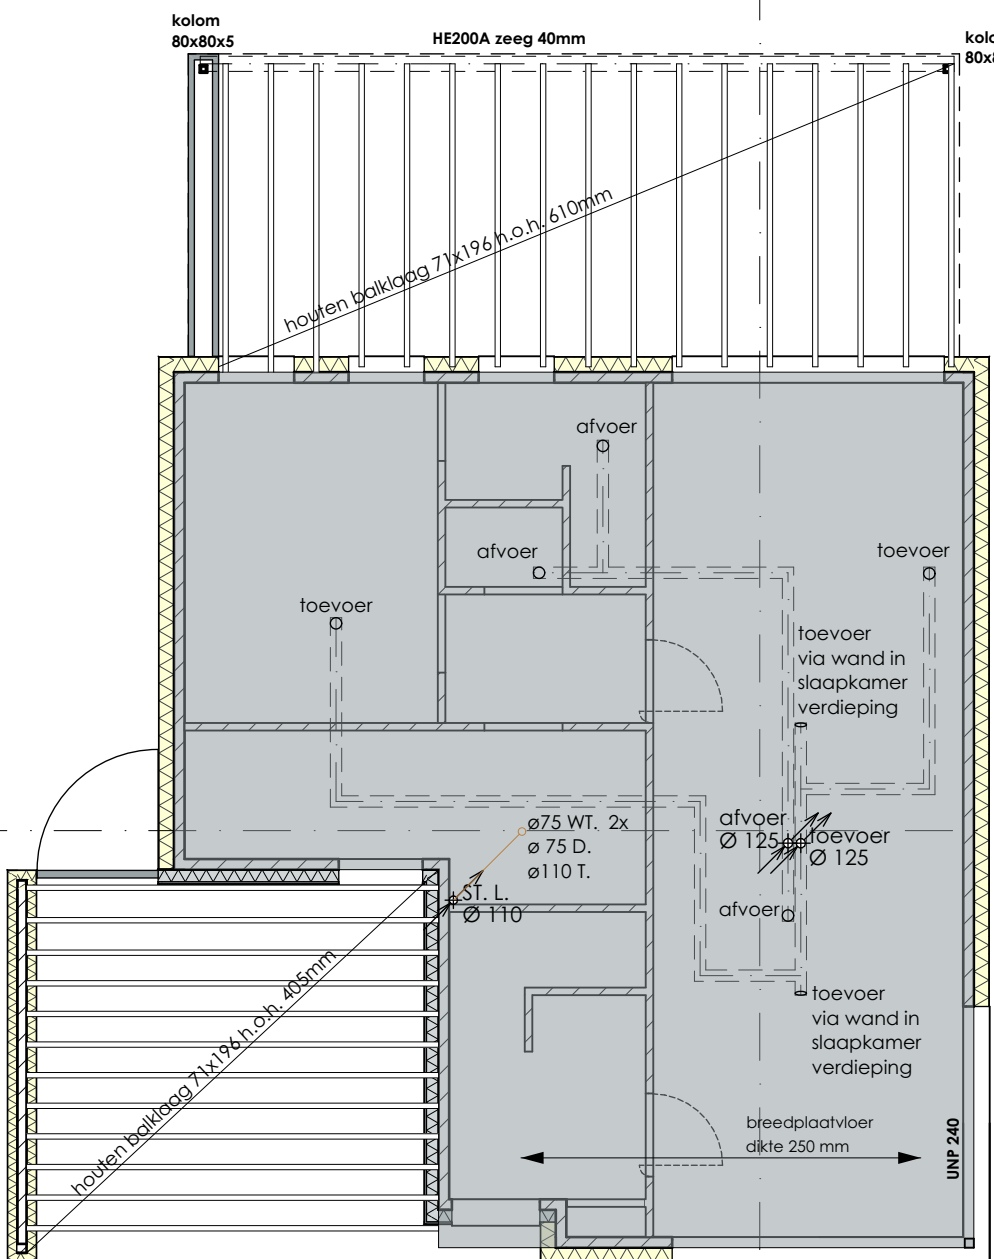 kolom
80x80x5
HE200A zeeg 40mm
houten balklaag 71x196 h.o.h. 610mm
afvoer
afvoer
toevoer
toevoer
toevoer
via wand in
slaapkamer
verdieping
afvoer
Ø 125
toevoer
Ø 125
ø75 WT. 2x
ø 75 D.
ø110 T.
ST. L.
Ø 110
afvoer
toevoer
via wand in
slaapkamer
verdieping
houten balklaag 71x196 h.o.h. 405mm
breedplaatvloer
dikte 250 mm
UNP 240